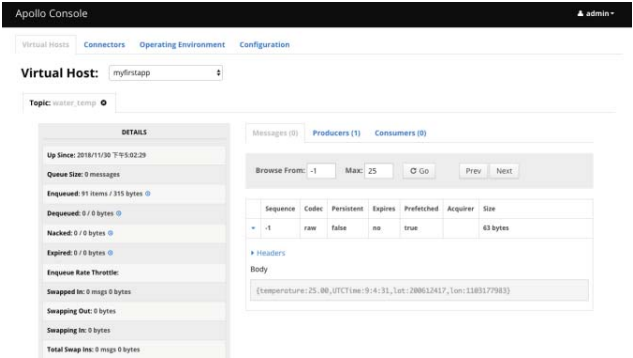 Apollo Console
admin
Virtual Hosts Connectors Operating Environment Configuration
Virtual Host: myfirstapp
Topic: water_temp
DETAILS
Up Since: 2018/11/30 下午5:02:29
Queue Size: 0 messages
Enqueued: 91 items / 315 bytes
Dequeued: 0 / 0 bytes
Nacked: 0 / 0 bytes
Expired: 0 / 0 bytes
Enqueue Rate Throttle:
Swapped In: 0 msgs 0 bytes
Swapping Out: 0 bytes
Swapping In: 0 bytes
Total Swap Ins: 0 msgs 0 bytes
Messages (0) Producers (1) Consumers (0)
Browse From: -1 Max: 25 Go Prev Next
Sequence Codec Persistent Expires Prefetched Acquirer Size
-1 raw false no true 63 bytes
Headers
Body
{temperature:25.00,UTCTime:9:4:31,lat:200612417,lon:1103177983}